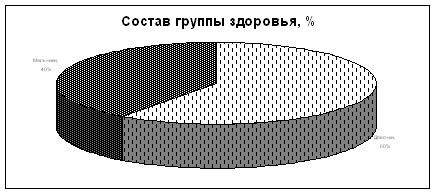 Состав группы здоровья, %
Мальчики;
40%
Девочки;
60%